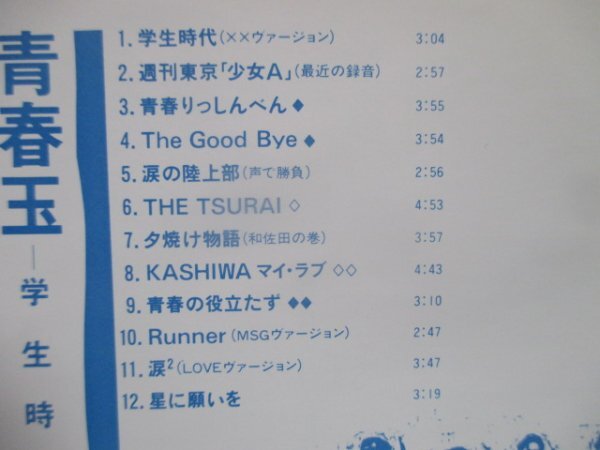 青春玉
—学生時
1. 学生時代(××ヴァージョン) 3:04
2. 週刊東京「少女A」(最近の録音) 2:57
3. 青春りっしんべん◆ 3:55
4. The Good Bye◆ 3:54
5. 涙の陸上部(声で勝負) 2:56
6. THE TSURAI◇ 4:53
7. 夕焼け物語(和佐田の巻) 3:57
8. KASHIWA マイ・ラブ◇◇ 4:43
9. 青春の役立たず◆◆ 3:10
10. Runner(MSGヴァージョン) 2:47
11. 涙²(LOVEヴァージョン) 3:47
12. 星に願いを 3:19